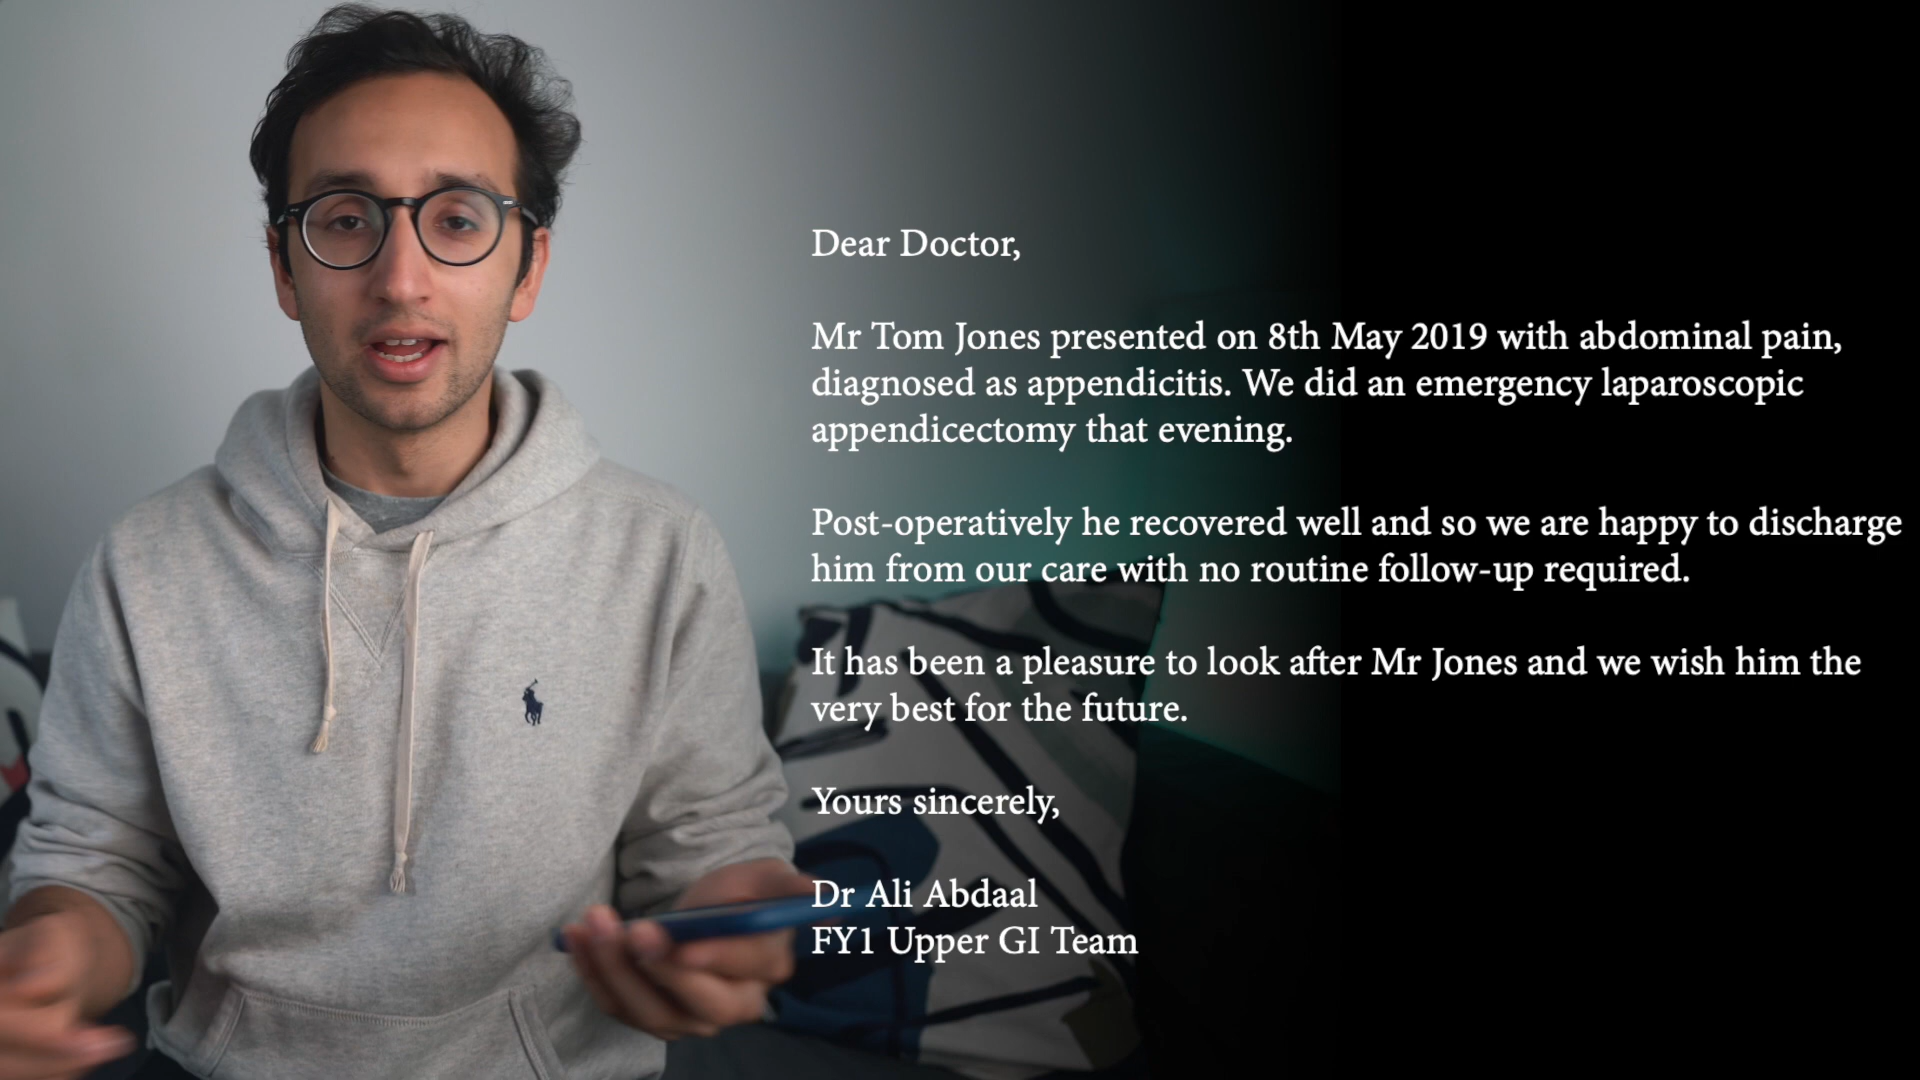 Dear Doctor,
Mr Tom Jones presented on 8th May 2019 with abdominal pain,
diagnosed as appendicitis. We did an emergency laparoscopic
appendicectomy that evening.
Post-operatively he recovered well and so we are happy to discharge
him from our care with no routine follow-up required.
It has been a pleasure to look after Mr Jones and we wish him the
very best for the future.
Yours sincerely,
Dr Ali Abdaal
FY1 Upper GI Team